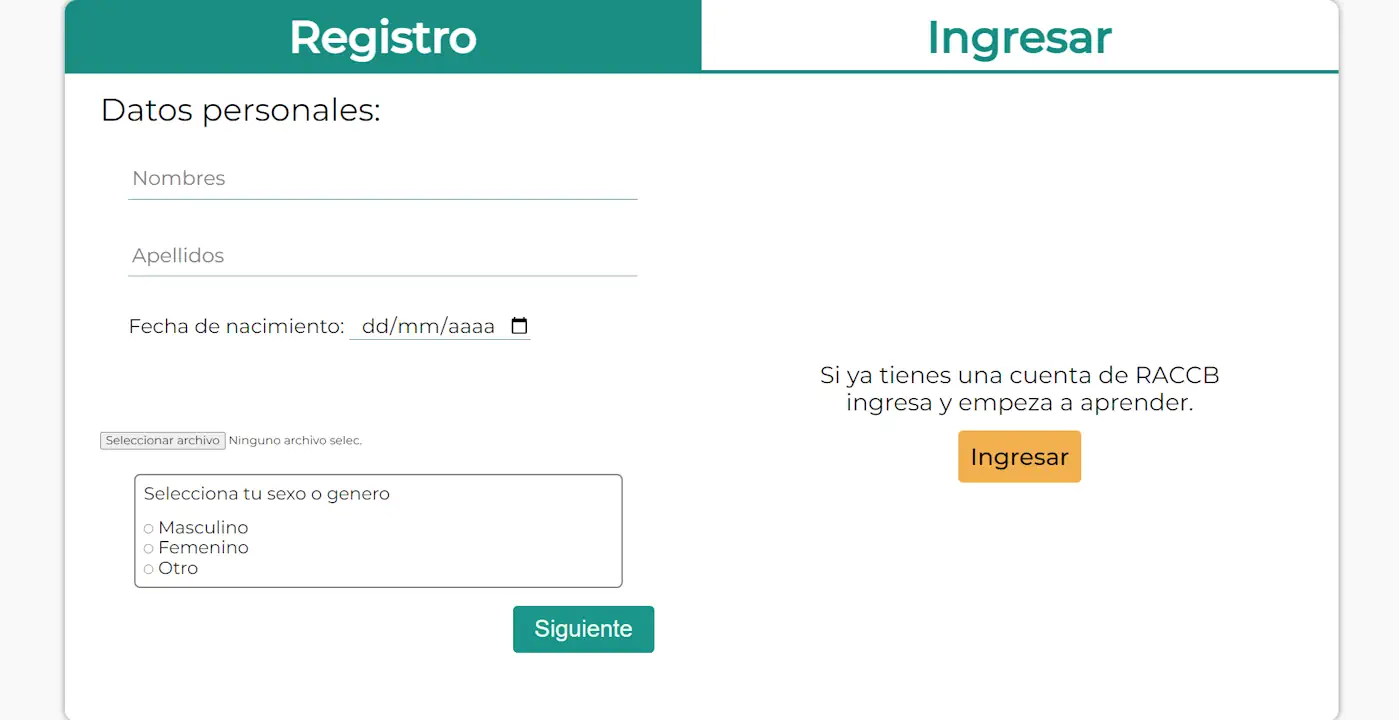 Registro
Ingresar
Datos personales:
Nombres
Apellidos
Fecha de nacimiento: dd/mm/aaaa
Seleccionar archivo Ninguno archivo selec.
Selecciona tu sexo o genero
Masculino
Femenino
Otro
Siguiente
Si ya tienes una cuenta de RACCB
ingresa y empeza a aprender.
Ingresar